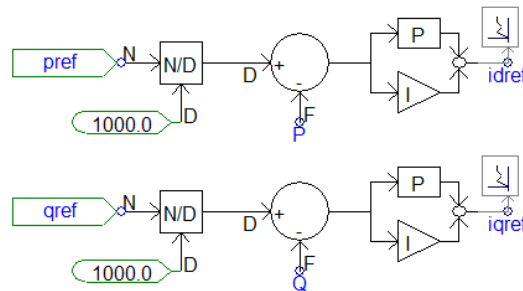 pref N N/D D + - F P P I idref
1000.0 D
qref N N/D D + - F Q P I iqref
1000.0 D